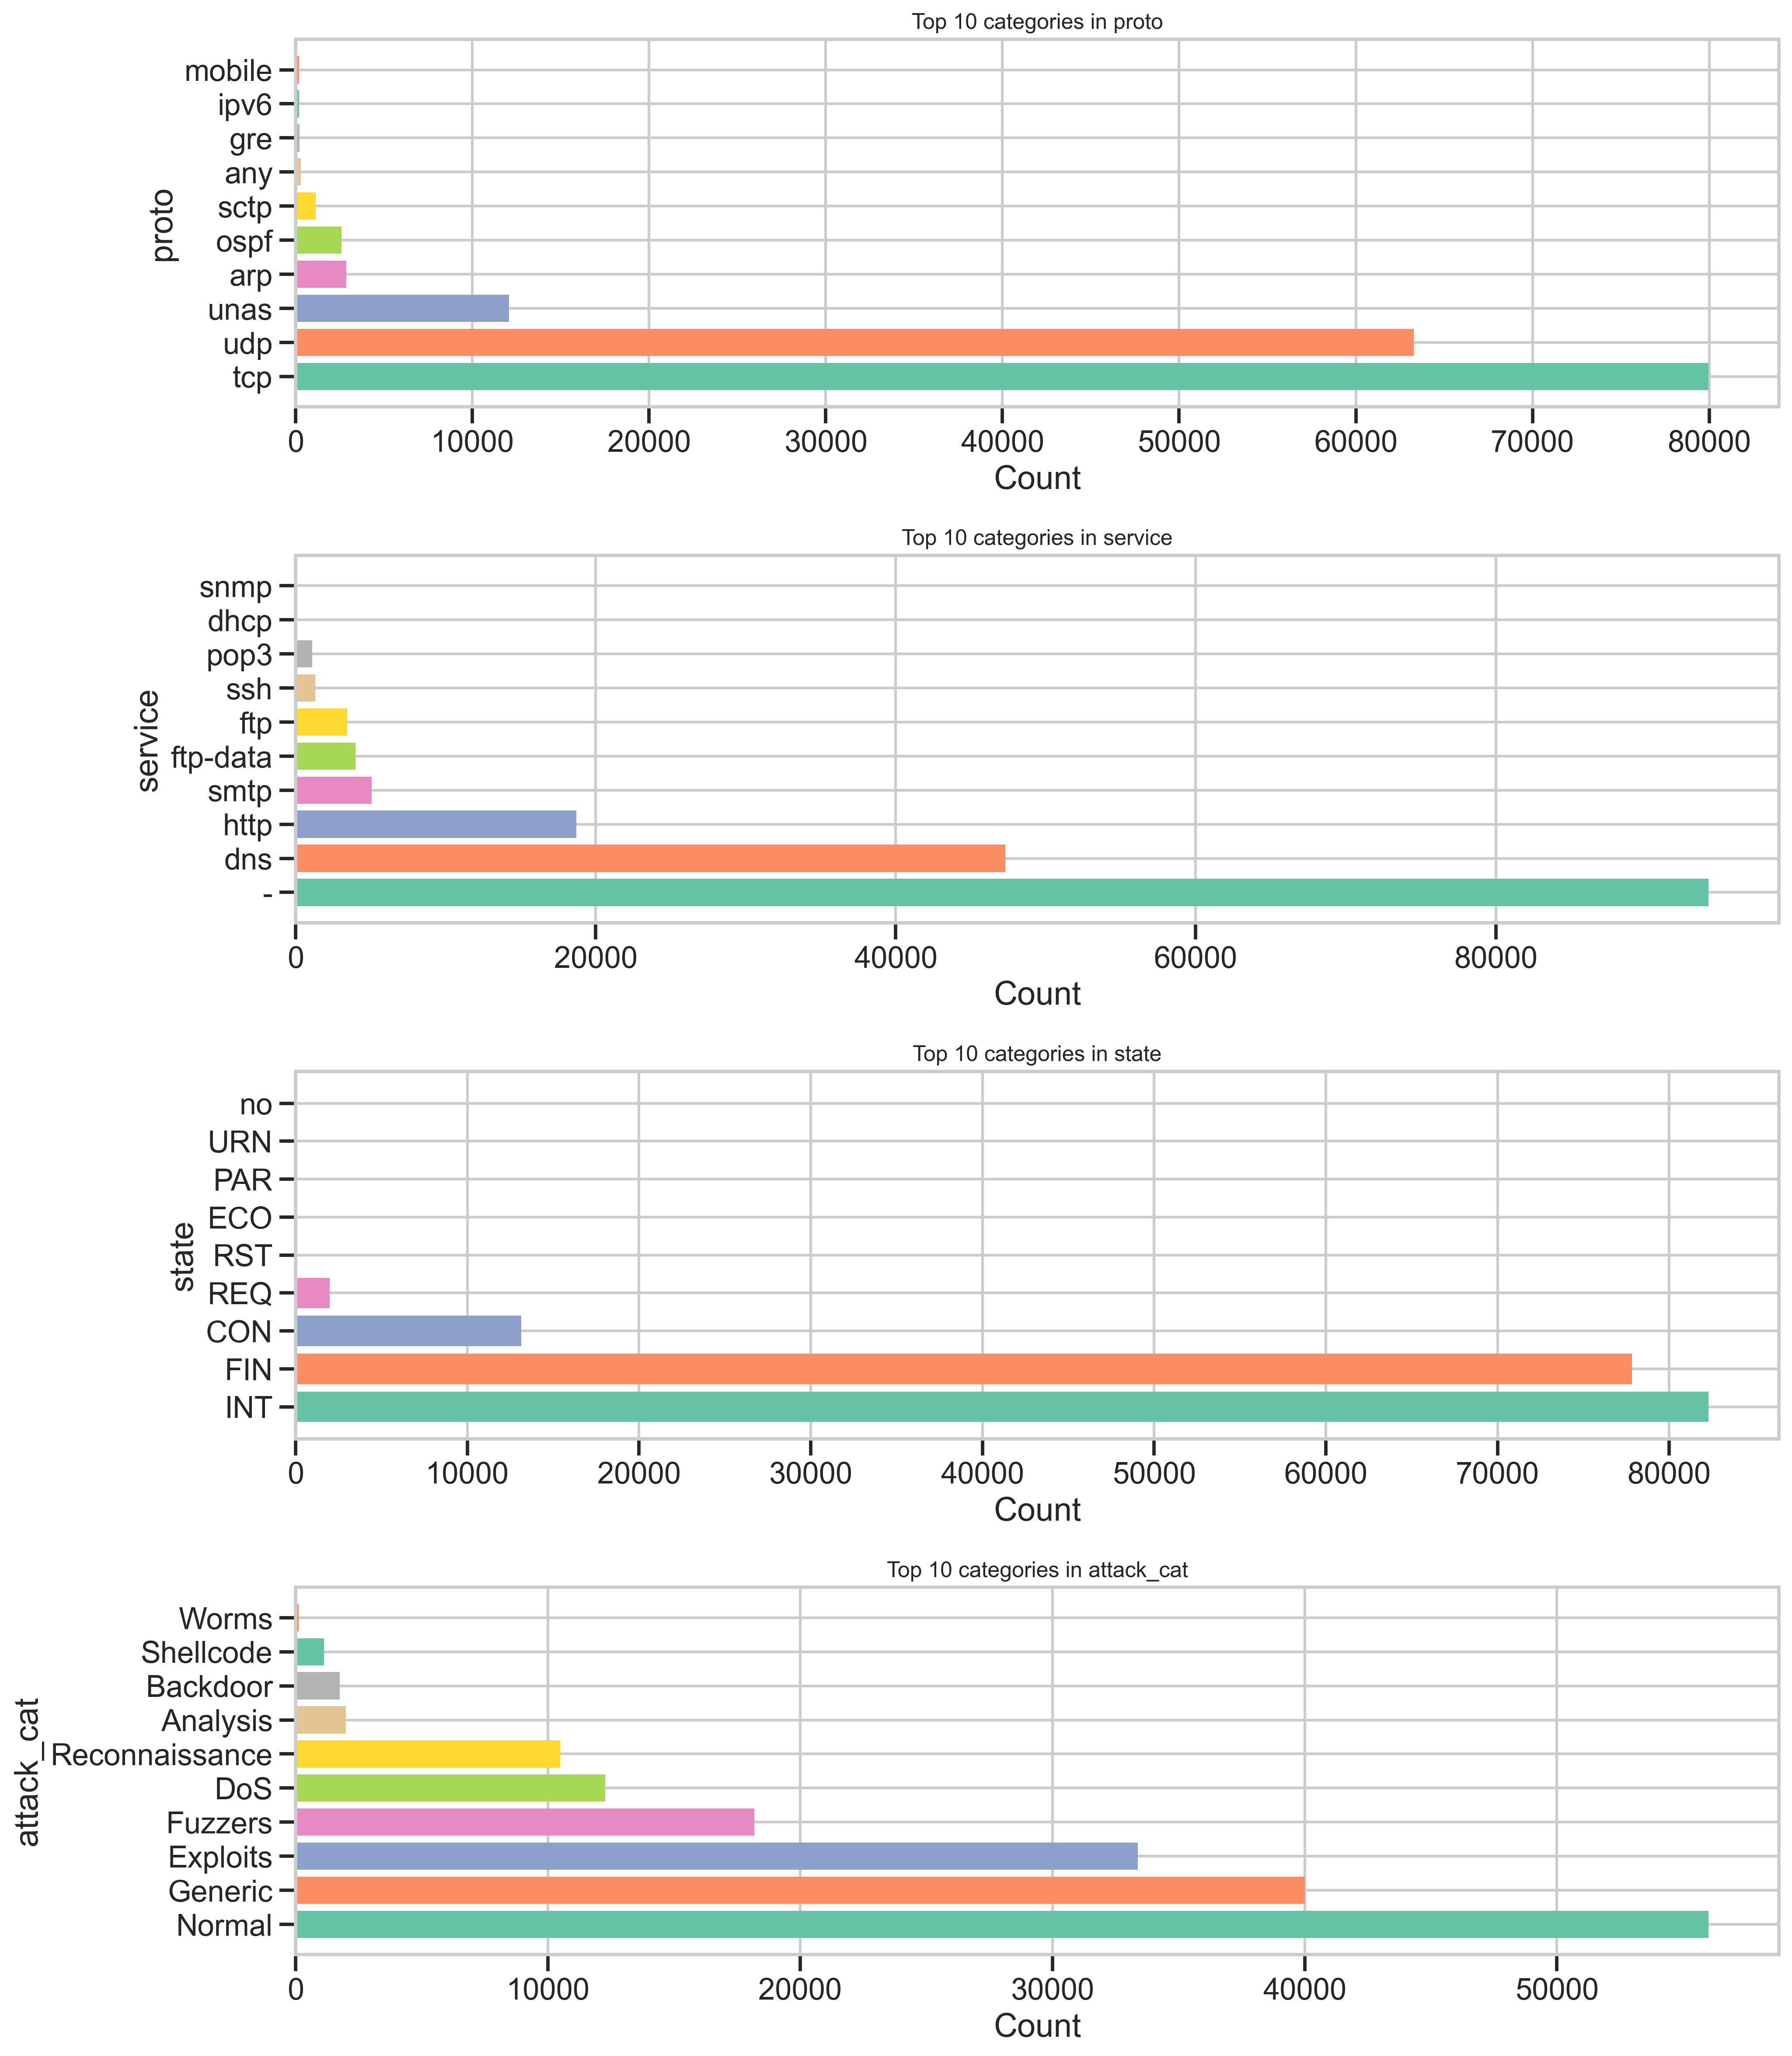 Top 10 categories in proto
mobile
ipv6
gre
any
sctp
ospf
arp
unas
udp
tcp
proto
0 10000 20000 30000 40000 50000 60000 70000 80000
Count
Top 10 categories in service
snmp
dhcp
pop3
ssh
ftp
ftp-data
smtp
http
dns
-
service
0 20000 40000 60000 80000
Count
Top 10 categories in state
no
URN
PAR
ECO
RST
REQ
CON
FIN
INT
state
0 10000 20000 30000 40000 50000 60000 70000 80000
Count
Top 10 categories in attack_cat
Worms
Shellcode
Backdoor
Analysis
Reconnaissance
DoS
Fuzzers
Exploits
Generic
Normal
attack_cat
0 10000 20000 30000 40000 50000
Count